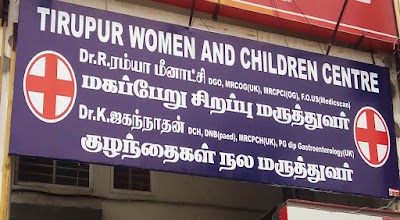 TIRUPUR WOMEN AND CHILDREN CENTRE
Dr.R.ரம்யா மீனாட்சி DGO, MRCOG(UK), MRCPCI(OG), F.O.US(Mediscan)
மகப்பேறு சிறப்பு மருத்துவர்
Dr.K.ஜகந்நாதன் DCH, DNB(paed), MRCPCH(UK), PG dip Gastroenterology(UK)
குழந்தைகள் நல மருத்துவர்